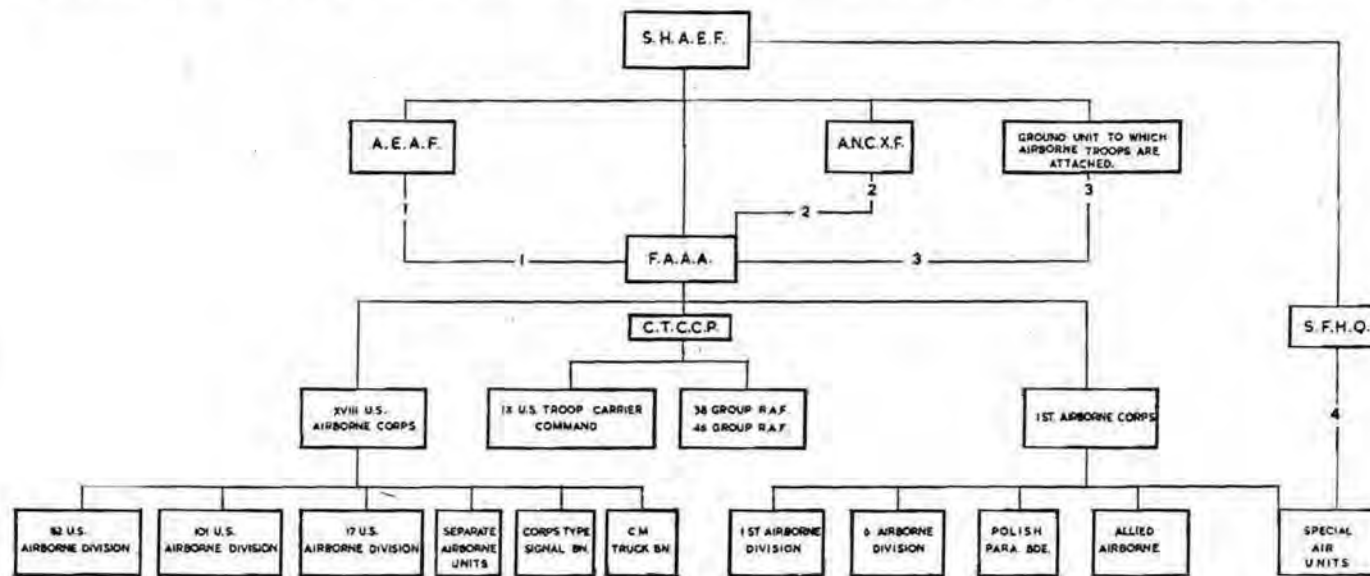 S.H.A.E.F.
A.E.A.F.
A.N.C.X.F.
GROUND UNIT TO WHICH
AIRBORNE TROOPS ARE
ATTACHED.
1
2
3
2
1
F.A.A.A.
3
C.T.C.C.P.
S.F.H.Q.
XVIII U.S.
AIRBORNE CORPS
IX U.S. TROOP CARRIER
COMMAND
38 GROUP R.A.F.
46 GROUP R.A.F.
1ST. AIRBORNE CORPS
4
82 U.S.
AIRBORNE DIVISION
101 U.S.
AIRBORNE DIVISION
17 U.S.
AIRBORNE DIVISION
SEPARATE
AIRBORNE
UNITS
CORPS TYPE
SIGNAL BN.
TRUCK BN.
1 ST AIRBORNE
DIVISION
6 AIRBORNE
DIVISION
POLISH
PARA. BDE.
ALLIED
AIRBORNE
SPECIAL
AIR
UNITS